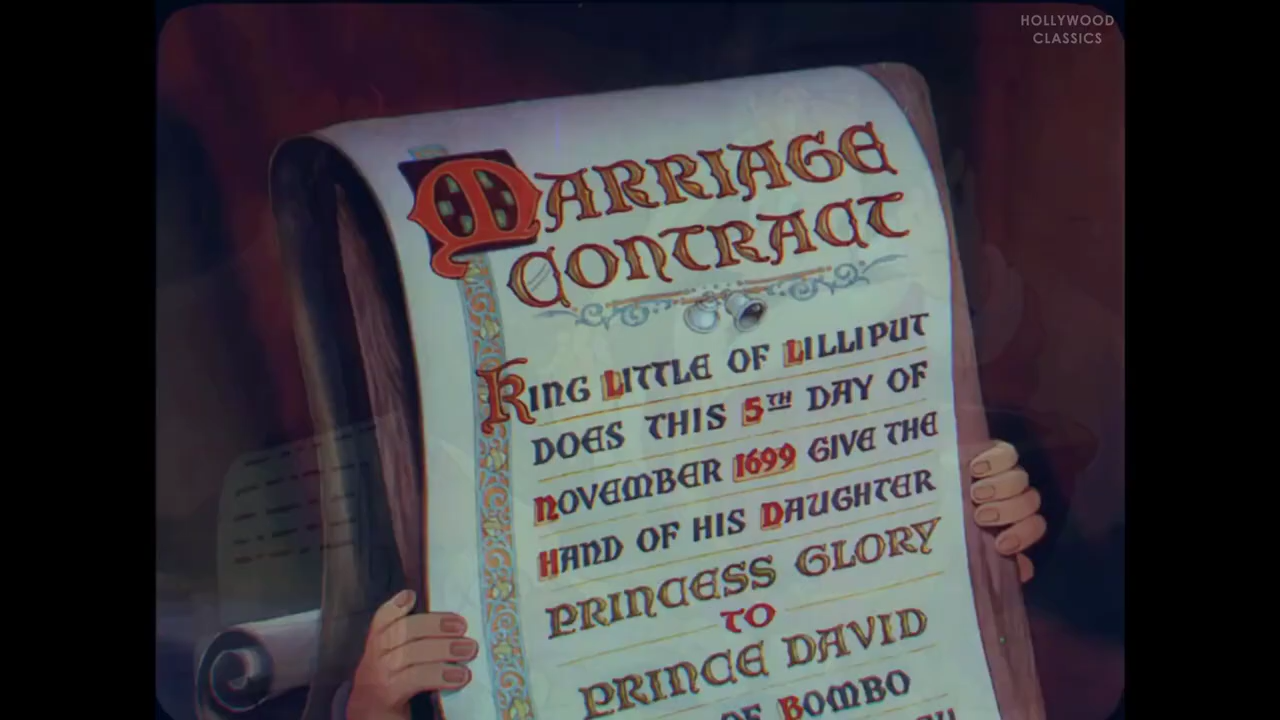 HOLLYWOOD
CLASSICS
MARRIAGE
CONTRACT
KING LITTLE OF LILLIPUT
DOES THIS 5TH DAY OF
NOVEMBER 1699 GIVE THE
HAND OF HIS DAUGHTER
PRINCESS GLORY
TO
PRINCE DAVID
OF BOMBO